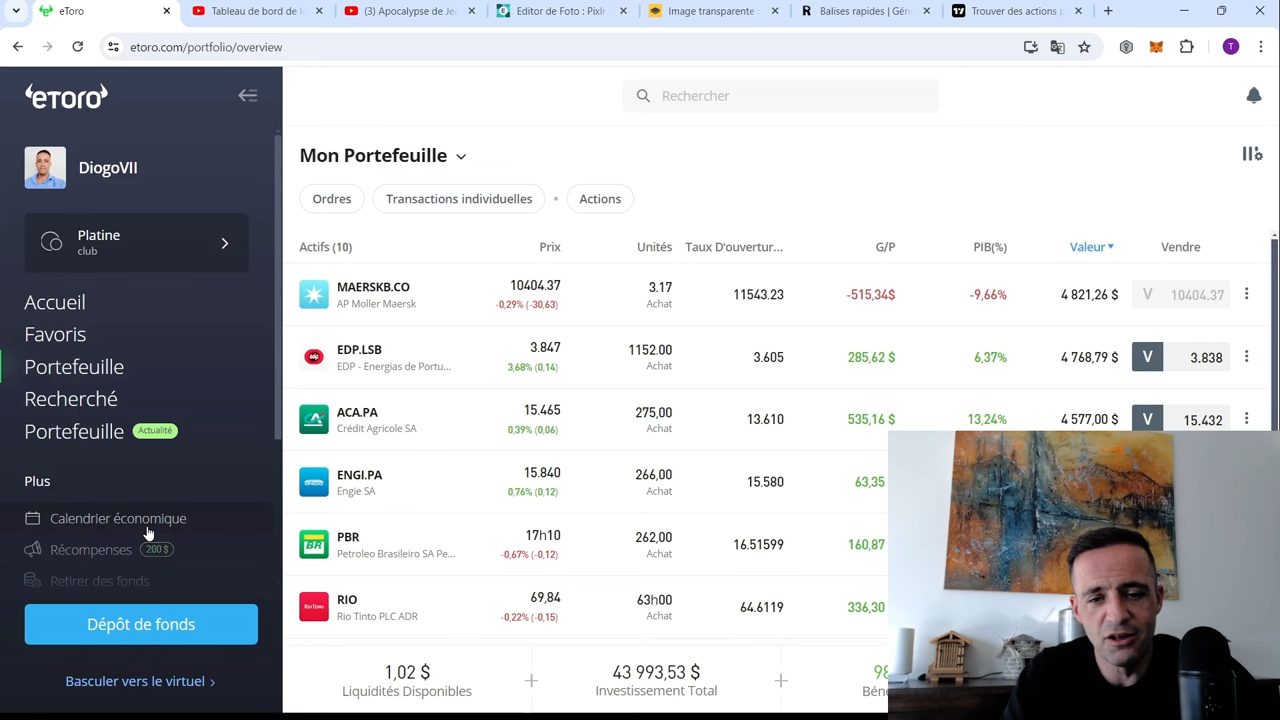 eToro
Tableau de bord de la
(3) Apocalypse de Je
Editor de Foto : Pixlr
Image transparente
Balises rapides | Géné
Trouver des actions p
etoro.com/portfolio/overview
T
eToro
DiogoVII
Platine
club
Accueil
Favoris
Portefeuille
Recherché
Portefeuille Actualité
Plus
Calendrier économique
Récompenses 200 $
Retirer des fonds
Dépôt de fonds
Basculer vers le virtuel >
Rechercher
Mon Portefeuille
Ordres Transactions individuelles • Actions
Actifs (10) Prix Unités Taux D'ouvertur... G/P PIB(%) Valeur Vendre
MAERSKB.CO 10404.37 3.17 11543.23 -515,34$ -9,66% 4 821,26 $ V 10404.37
AP Moller Maersk -0,29% (-30,63) Achat
EDP.LSB 3.847 1152.00 3.605 285,62 $ 6,37% 4 768,79 $ V 3.838
EDP - Energias de Portu... 3,68% (0,14) Achat
ACA.PA 15.465 275,00 13.610 535,16 $ 13,24% 4 577,00 $ V 15.432
Crédit Agricole SA 0,39% (0,06) Achat
ENGI.PA 15.840 266,00 15.580 63,35
Engie SA 0,76% (0,12) Achat
PBR 17h10 262,00 16.51599 160,87
Petroleo Brasileiro SA Pe... -0,67% (-0,12) Achat
RIO 69,84 63h00 64.6119 336,30
Rio Tinto PLC ADR -0,22% (-0,15) Achat
1,02 $ + 43 993,53 $ + 98
Liquidités Disponibles Investissement Total Béné